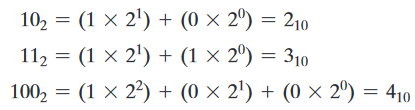 10₂ = (1 × 2¹) + (0 × 2⁰) = 2₁₀
11₂ = (1 × 2¹) + (1 × 2⁰) = 3₁₀
100₂ = (1 × 2²) + (0 × 2¹) + (0 × 2⁰) = 4₁₀